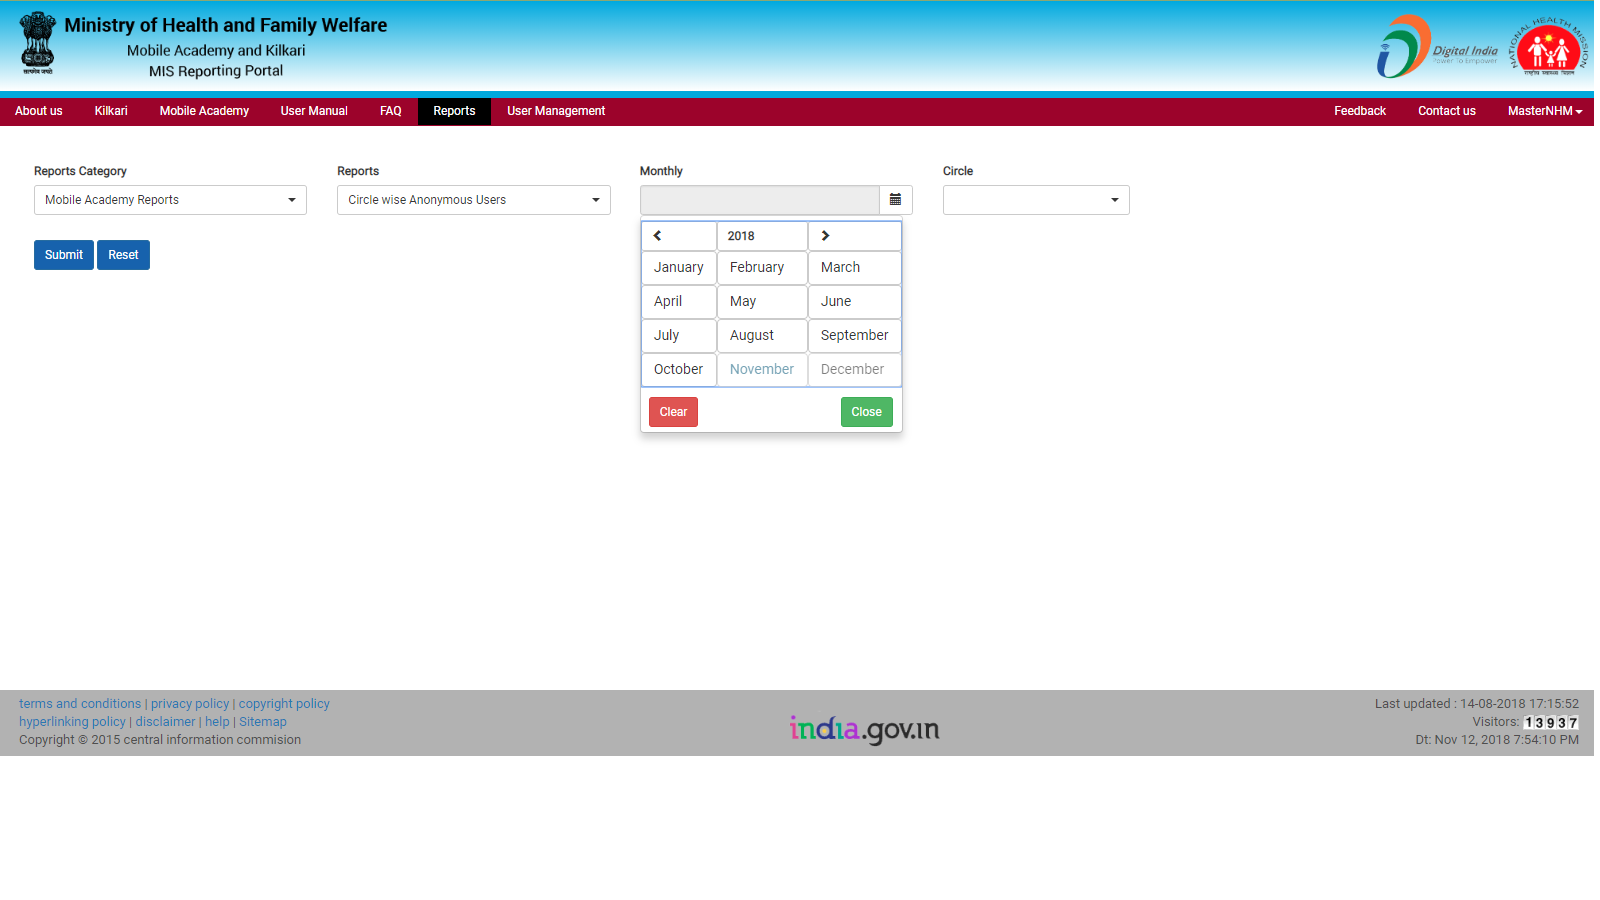 Ministry of Health and Family Welfare
Mobile Academy and Kilkari
MIS Reporting Portal
Digital India
Power To Empower
NATIONAL HEALTH MISSION
About us Kilkari Mobile Academy User Manual FAQ Reports User Management Feedback Contact us MasterNHM
Reports Category Reports Monthly Circle
Mobile Academy Reports Circle wise Anonymous Users
2018
Submit Reset
January February March
April May June
July August September
October November December
Clear Close
terms and conditions | privacy policy | copyright policy
hyperlinking policy | disclaimer | help | Sitemap
Copyright © 2015 central information commision
india.gov.in
Last updated : 14-08-2018 17:15:52
Visitors: 13937
Dt: Nov 12, 2018 7:54:10 PM